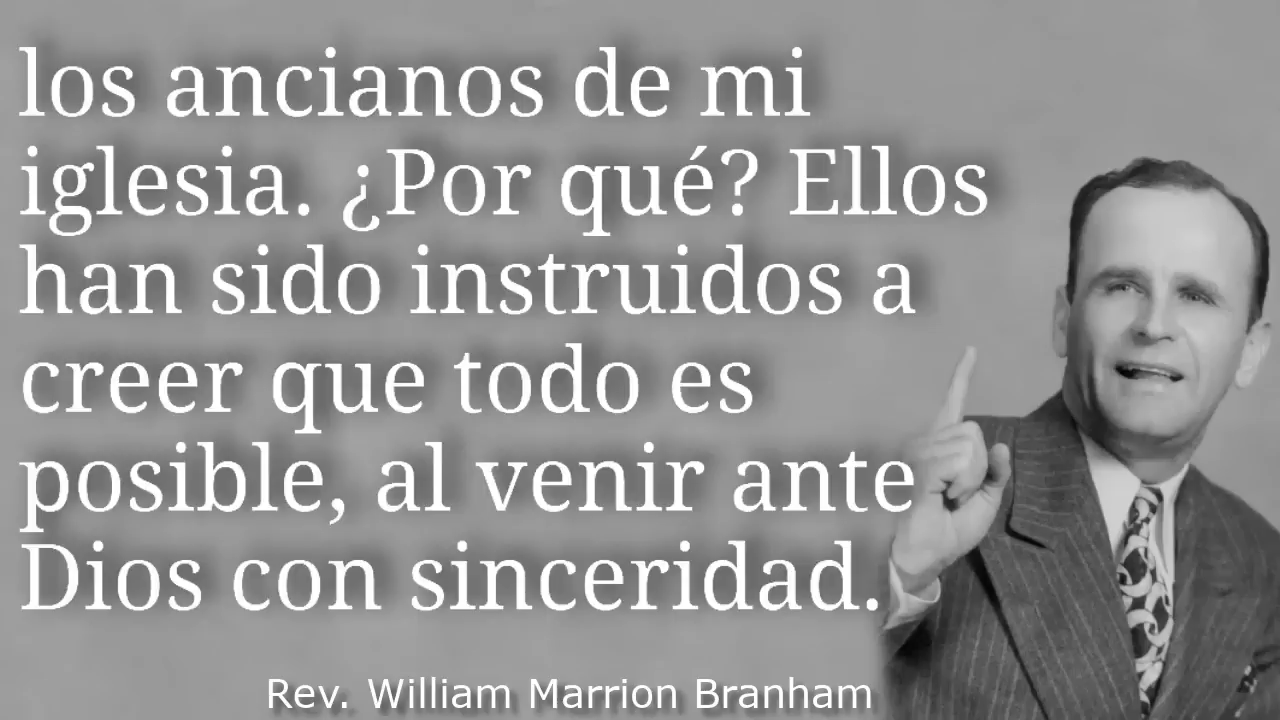 los ancianos de mi
iglesia. ¿Por qué? Ellos
han sido instruidos a
creer que todo es
posible, al venir ante
Dios con sinceridad.
Rev. William Marrion Branham